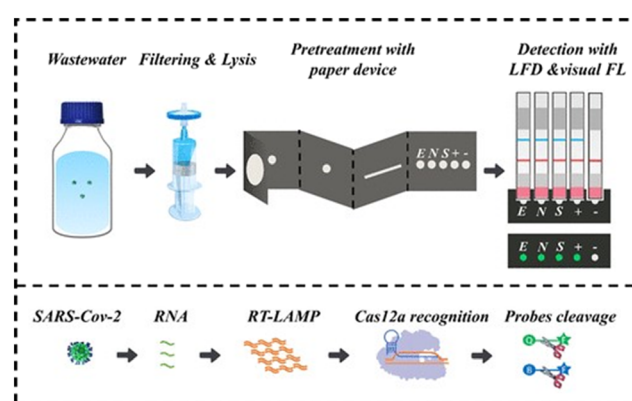 Wastewater
Filtering & Lysis
Pretreatment with
paper device
Detection with
LFD &visual FL
E N S + -
E N S + -
E N S + -
SARS-Cov-2
RNA
RT-LAMP
Cas12a recognition
Probes cleavage
Q F
B F